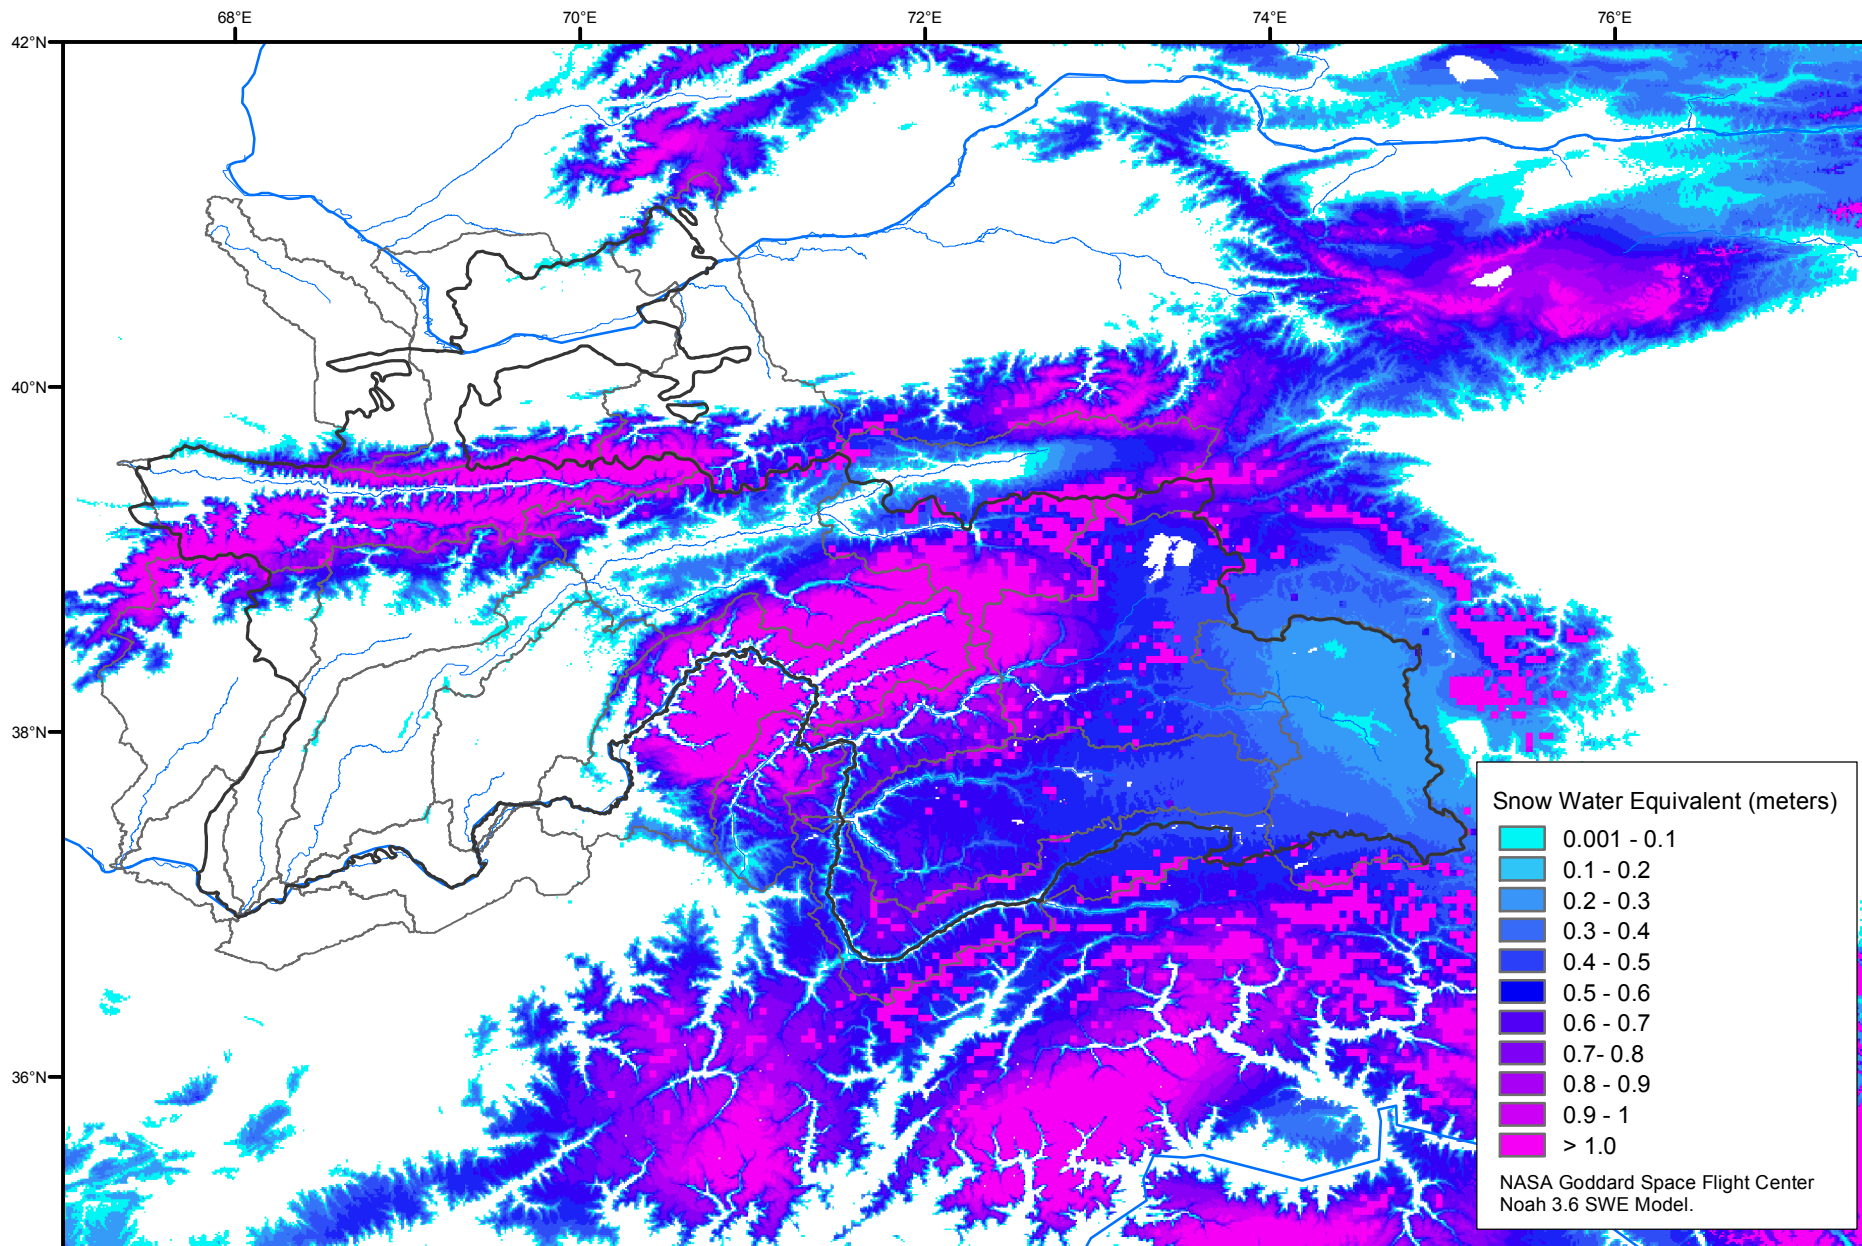 68°E 70°E 72°E 74°E 76°E
42°N
40°N
38°N
36°N
Snow Water Equivalent (meters)
0.001 - 0.1
0.1 - 0.2
0.2 - 0.3
0.3 - 0.4
0.4 - 0.5
0.5 - 0.6
0.6 - 0.7
0.7- 0.8
0.8 - 0.9
0.9 - 1
> 1.0
NASA Goddard Space Flight Center
Noah 3.6 SWE Model.